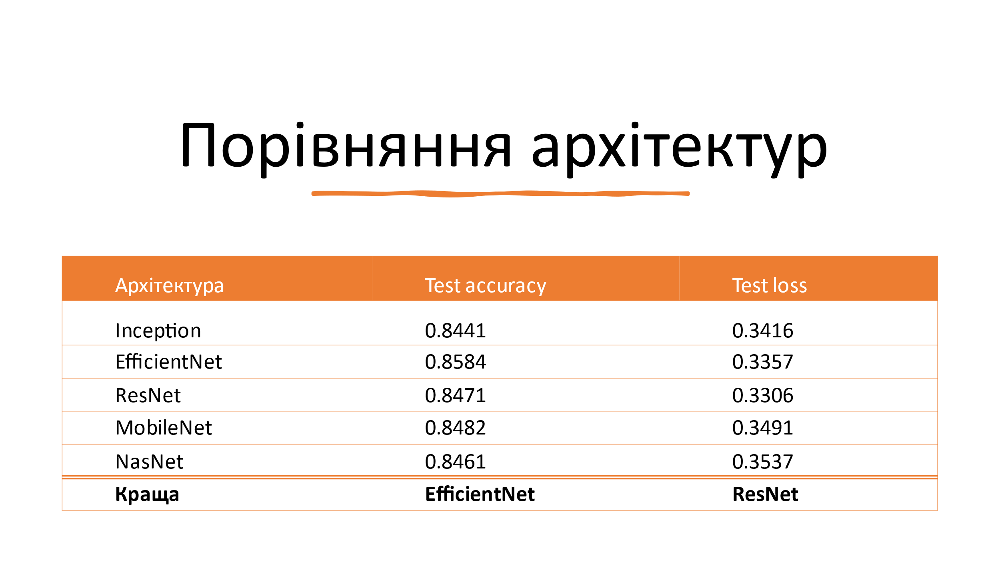 Порівняння архітектур
Архітектура Test accuracy Test loss
Inception 0.8441 0.3416
EfficientNet 0.8584 0.3357
ResNet 0.8471 0.3306
MobileNet 0.8482 0.3491
NasNet 0.8461 0.3537
Краща EfficientNet ResNet